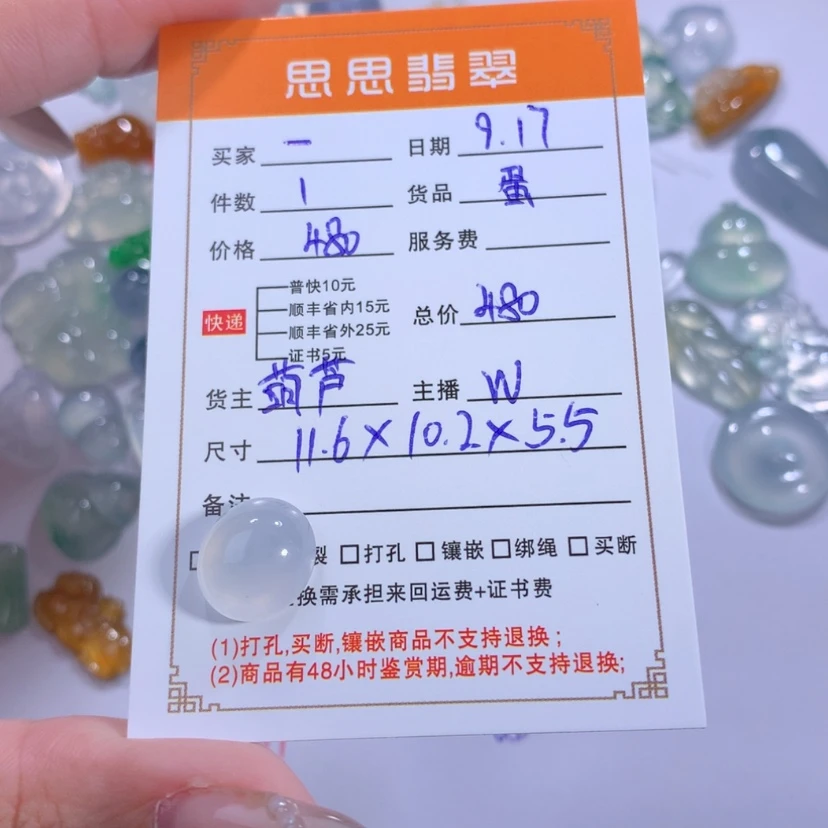 思思翡翠
买家 一 日期 9.17
件数 1 货品 蛋
价格 480 服务费
快递
普快10元
顺丰省内15元
顺丰省外25元
证书5元
总价 480
货主 葫芦 主播 W
尺寸 11.6×10.2×5.5
备注
裂 □打孔 □镶嵌 □绑绳 □买断
换需承担来回运费+证书费
(1)打孔,买断,镶嵌商品不支持退换;
(2)商品有48小时鉴赏期,逾期不支持退换;